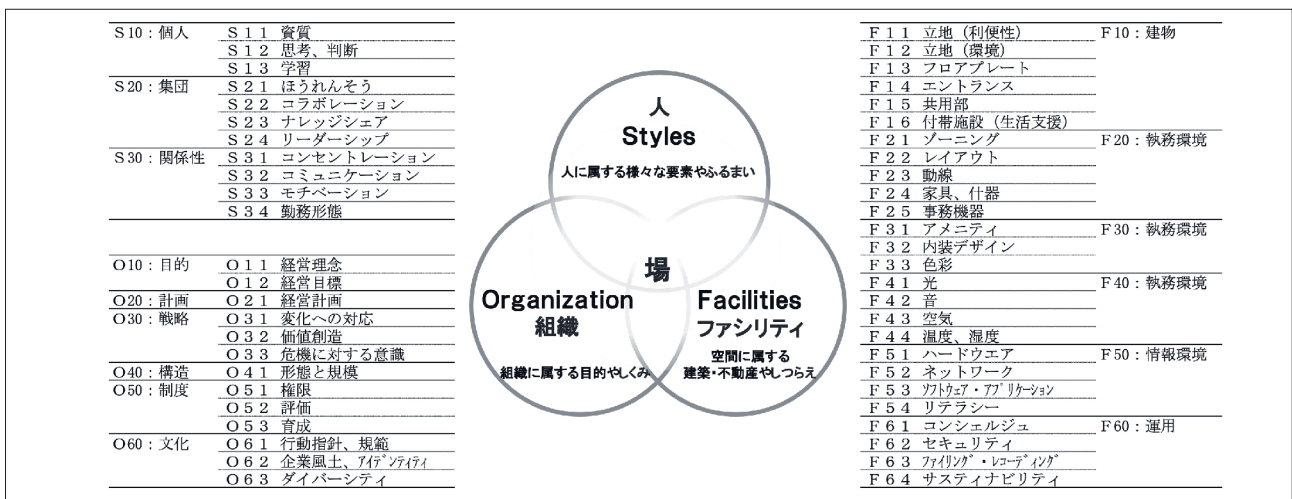 S10：個人 S11 資質
S12 思考、判断
S13 学習
S20：集団 S21 ほうれんそう
S22 コラボレーション
S23 ナレッジシェア
S24 リーダーシップ
S30：関係性 S31 コンセントレーション
S32 コミュニケーション
S33 モチベーション
S34 勤務形態
O10：目的 O11 経営理念
O12 経営目標
O20：計画 O21 経営計画
O30：戦略 O31 変化への対応
O32 価値創造
O33 危機に対する意識
O40：構造 O41 形態と規模
O50：制度 O51 権限
O52 評価
O53 育成
O60：文化 O61 行動指針、規範
O62 企業風土、ｱｲﾃﾞﾝﾃｨﾃｨ
O63 ダイバーシティ
人
Styles
人に属する様々な要素やふるまい
場
Organization
組織
組織に属する目的やしくみ
Facilities
ファシリティ
空間に属する
建築・不動産やしつらえ
F11 立地（利便性） F10：建物
F12 立地（環境）
F13 フロアプレート
F14 エントランス
F15 共用部
F16 付帯施設（生活支援）
F21 ゾーニング F20：執務環境
F22 レイアウト
F23 動線
F24 家具、什器
F25 事務機器
F31 アメニティ F30：執務環境
F32 内装デザイン
F33 色彩
F41 光 F40：執務環境
F42 音
F43 空気
F44 温度、湿度
F51 ハードウエア F50：情報環境
F52 ネットワーク
F53 ｿﾌﾄｳｪｱ・ｱﾌﾟﾘｹｰｼｮﾝ
F54 リテラシー
F61 コンシェルジュ F60：運用
F62 セキュリティ
F63 ﾌｧｲﾘﾝｸﾞ・ﾚｺｰﾃﾞｨﾝｸﾞ
F64 サスティナビリティ